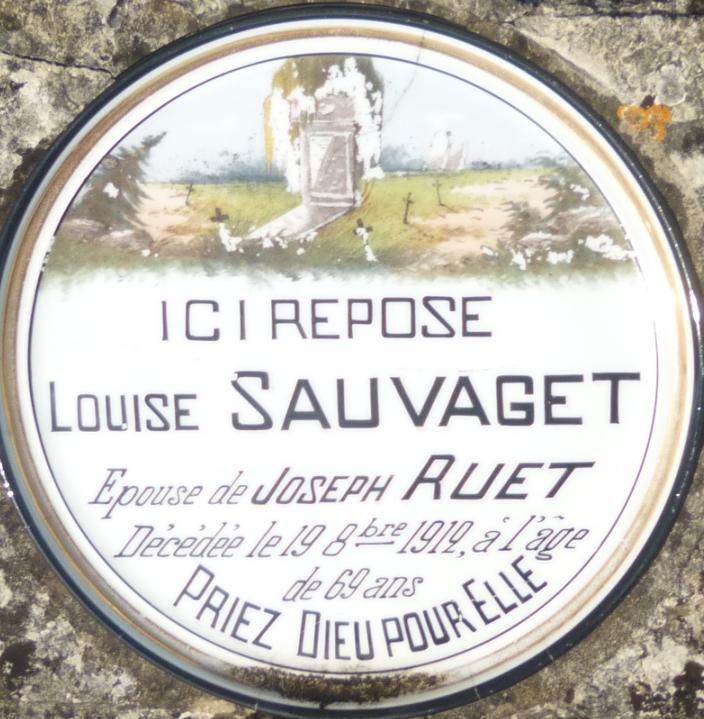 ICI REPOSE
LOUISE SAUVAGET
Epouse de JOSEPH RUET
Décédée le 19 8bre 1919, à l'âge
de 69 ans
PRIEZ DIEU POUR ELLE